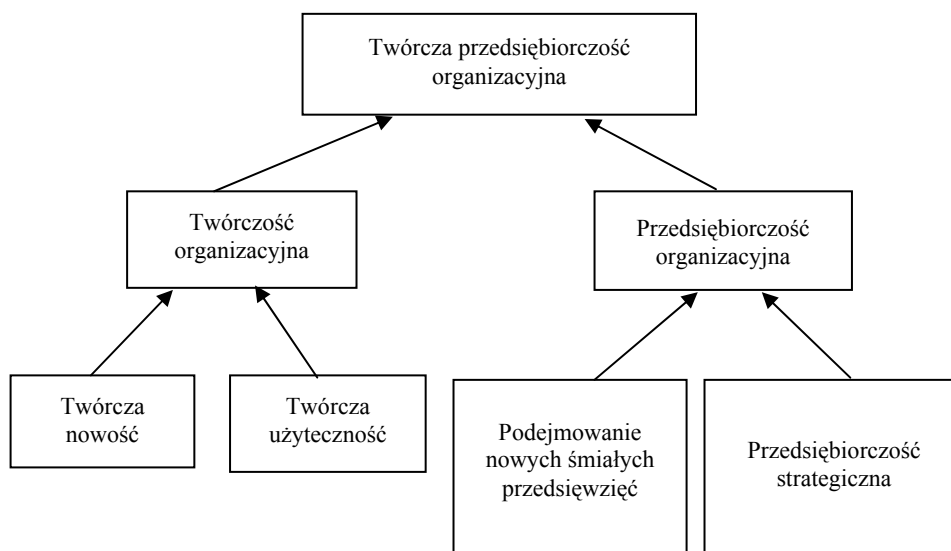 Twórcza przedsiębiorczość
organizacyjna
Twórczość
organizacyjna
Przedsiębiorczość
organizacyjna
Twórcza
nowość
Twórcza
użyteczność
Podejmowanie
nowych śmiałych
przedsięwzięć
Przedsiębiorczość
strategiczna